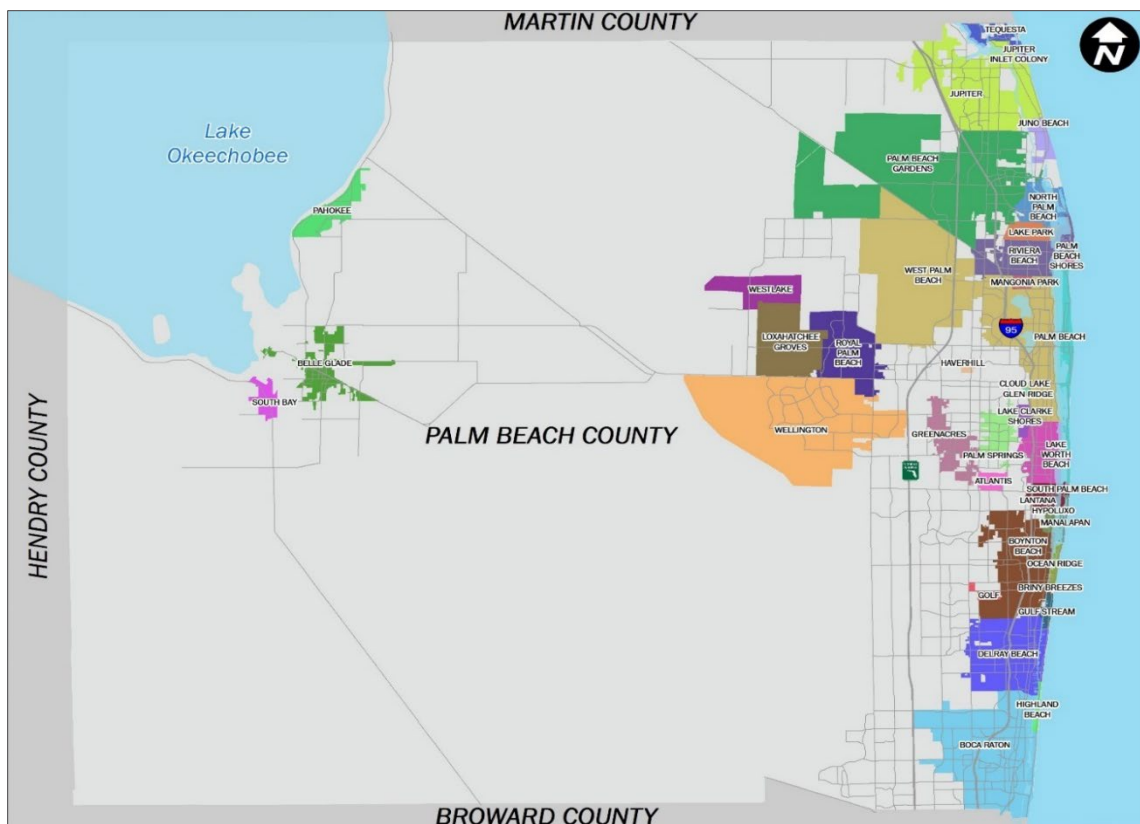 MARTIN COUNTY
N
TEQUESTA
JUPITER
INLET COLONY
JUPITER
JUNO BEACH
Lake
Okeechobee
PALM BEACH
GARDENS
PAHOKEE
NORTH
PALM
BEACH
LAKE PARK
RIVIERA
BEACH
PALM
BEACH
SHORES
WEST PALM
BEACH
MANGONIA PARK
WESTLAKE
95
LOXAHATCHEE
GROVES
ROYAL
PALM
BEACH
PALM BEACH
HAVERHILL
BELLE GLADE
CLOUD LAKE
GLEN RIDGE
SOUTH BAY
LAKE CLARKE
SHORES
HENDRY COUNTY
PALM BEACH COUNTY
WELLINGTON
GREENACRES
LAKE
WORTH
BEACH
PALM SPRINGS
ATLANTIS
SOUTH PALM BEACH
LANTANA
HYPOLUXO
MANALAPAN
BOYNTON
BEACH
OCEAN RIDGE
BRINY BREEZES
GOLF
GULF STREAM
DELRAY BEACH
HIGHLAND
BEACH
BOCA RATON
BROWARD COUNTY